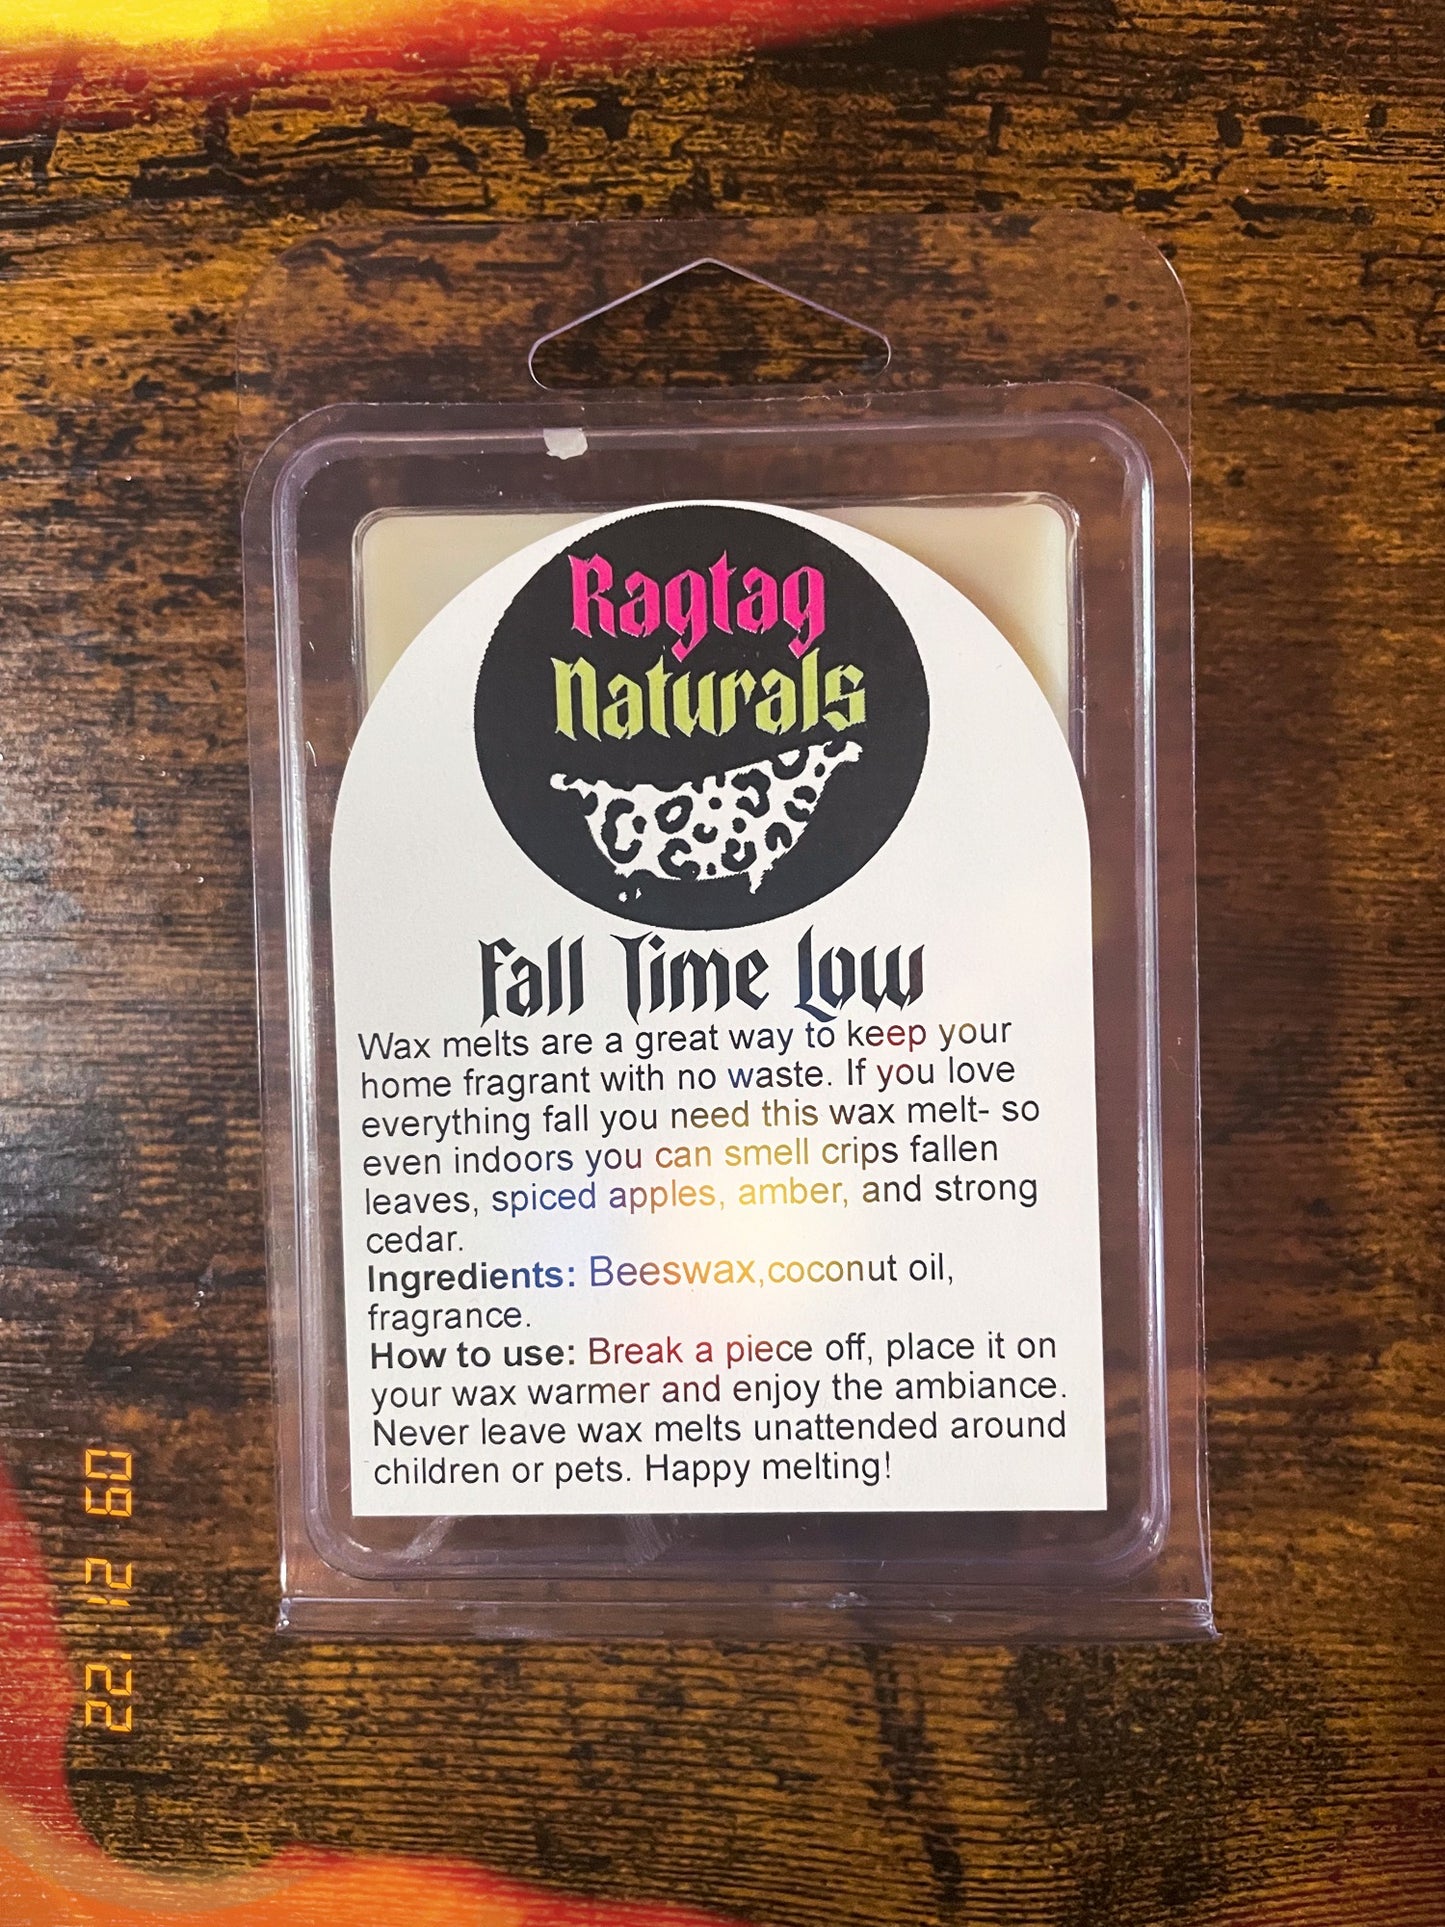 Ragtag
Naturals
Fall Time Low
Wax melts are a great way to keep your
home fragrant with no waste. If you love
everything fall you need this wax melt- so
even indoors you can smell crips fallen
leaves, spiced apples, amber, and strong
cedar.
Ingredients: Beeswax,coconut oil,
fragrance.
How to use: Break a piece off, place it on
your wax warmer and enjoy the ambiance.
Never leave wax melts unattended around
children or pets. Happy melting!
09 21 '22